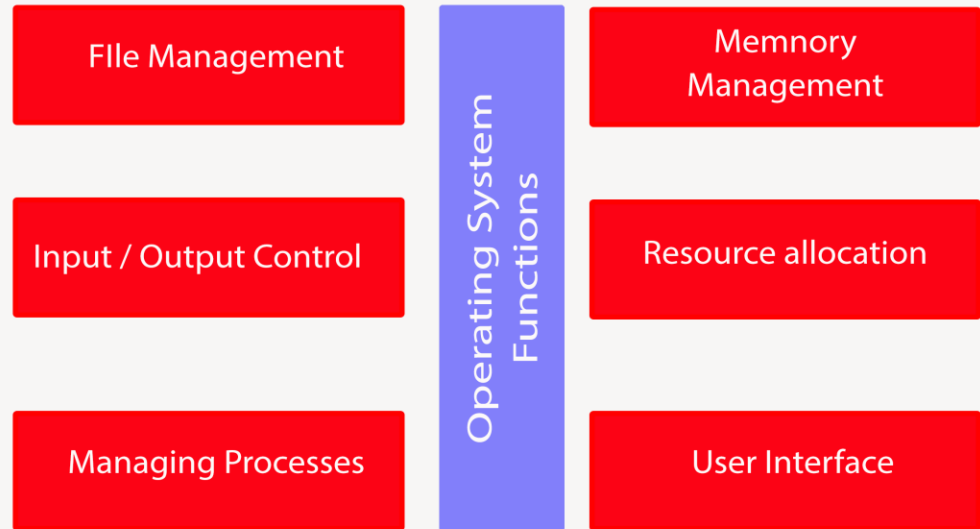 FIle Management
Input / Output Control
Managing Processes
Operating System
Functions
Memnory
Management
Resource allocation
User Interface